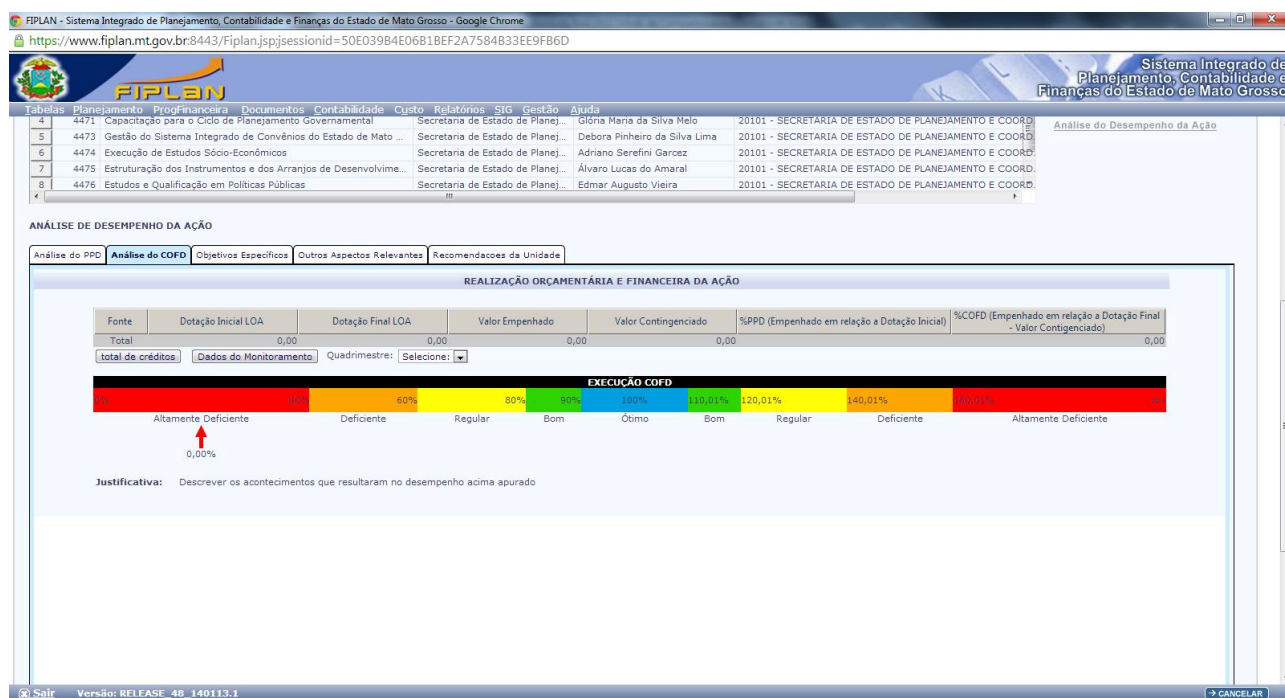 FIPLAN - Sistema Integrado de Planejamento, Contabilidade e Finanças do Estado de Mato Grosso - Google Chrome
https://www.fiplan.mt.gov.br:8443/Fiplan.jsp;jsessionid=50E039B4E06B1BEF2A7584B33EE9FB6D
FIPLAN
Sistema Integrado de
Planejamento, Contabilidade e
Finanças do Estado de Mato Grosso
Tabelas Planejamento ProgFinanceira Documentos Contabilidade Custo Relatórios SIG Gestão Ajuda
4 4471 Capacitação para o Ciclo de Planejamento Governamental Secretaria de Estado de Planej... Glória Maria da Silva Melo 20101 - SECRETARIA DE ESTADO DE PLANEJAMENTO E COORD
Análise do Desempenho da Ação
5 4473 Gestão do Sistema Integrado de Convênios do Estado de Mato ... Secretaria de Estado de Planej... Debora Pinheiro da Silva Lima 20101 - SECRETARIA DE ESTADO DE PLANEJAMENTO E COORD
6 4474 Execução de Estudos Sócio-Econômicos Secretaria de Estado de Planej... Adriano Serefini Garcez 20101 - SECRETARIA DE ESTADO DE PLANEJAMENTO E COORD.
7 4475 Estruturação dos Instrumentos e dos Arranjos de Desenvolvime... Secretaria de Estado de Planej... Álvaro Lucas do Amaral 20101 - SECRETARIA DE ESTADO DE PLANEJAMENTO E COORD.
8 4476 Estudos e Qualificação em Políticas Públicas Secretaria de Estado de Planej... Edmar Augusto Vieira 20101 - SECRETARIA DE ESTADO DE PLANEJAMENTO E COORD.
ANÁLISE DE DESEMPENHO DA AÇÃO
Análise do PPD Análise do COFD Objetivos Específicos Outros Aspectos Relevantes Recomendacoes da Unidade
REALIZAÇÃO ORÇAMENTÁRIA E FINANCEIRA DA AÇÃO
Fonte Dotação Inicial LOA Dotação Final LOA Valor Empenhado Valor Contingenciado %PPD (Empenhado em relação a Dotação Inicial) %COFD (Empenhado em relação a Dotação Final - Valor Contigenciado)
Total 0,00 0,00 0,00 0,00 0,00
total de créditos Dados do Monitoramento Quadrimestre: Selecione:
EXECUÇÃO COFD
0% 40% 60% 80% 90% 100% 110,01% 120,01% 140,01% 160,01%
Altamente Deficiente Deficiente Regular Bom Ótimo Bom Regular Deficiente Altamente Deficiente
0,00%
Justificativa: Descrever os acontecimentos que resultaram no desempenho acima apurado
Sair Versão: RELEASE_48_140113.1 CANCELAR